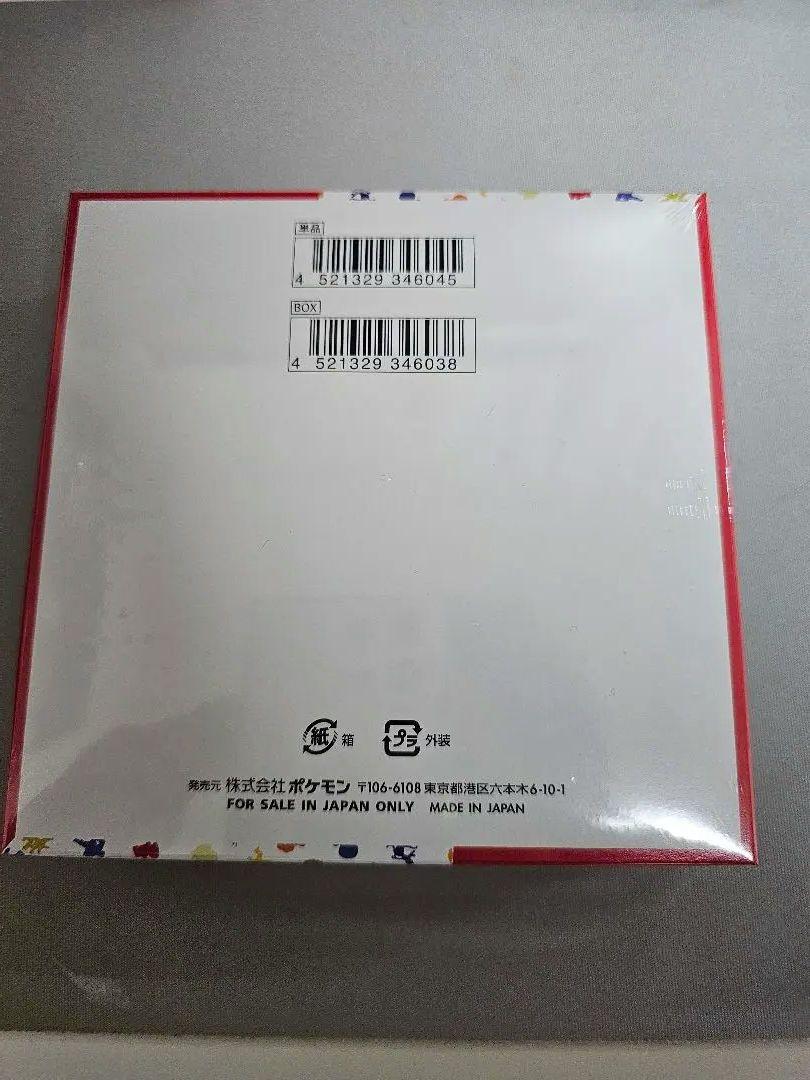 単品
4 521329 346045
BOX
4 521329 346038
紙 箱 プラ 外装
発売元 株式会社 ポケモン 〒106-6108 東京都港区六本木6-10-1
FOR SALE IN JAPAN ONLY MADE IN JAPAN